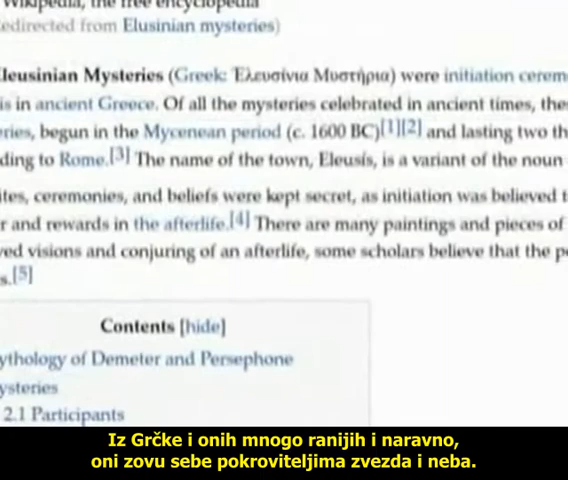 Wikipedia, the free encyclopedia
edirected from Elusinian mysteries)
leusinian Mysteries (Greek: Ἐλευσίνια Μυστήρια) were initiation cerem
is in ancient Greece. Of all the mysteries celebrated in ancient times, the
eries, begun in the Mycenean period (c. 1600 BC)[1][2] and lasting two th
ding to Rome.[3] The name of the town, Eleusís, is a variant of the noun
ites, ceremonies, and beliefs were kept secret, as initiation was believed t
r and rewards in the afterlife.[4] There are many paintings and pieces of
ved visions and conjuring of an afterlife, some scholars believe that the p
s.[5]
Contents [hide]
ythology of Demeter and Persephone
ysteries
2.1 Participants
Iz Grčke i onih mnogo ranijih i naravno,
oni zovu sebe pokroviteljima zvezda i neba.